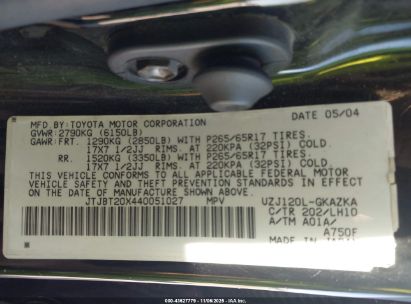 MFD.BY:TOYOTA MOTOR CORPORATION DATE 05/04
GVWR:2790KG (6150LB)
GAWR:FRT. 1290KG (2850LB) WITH P265/65R17 TIRES.
17X7 1/2JJ RIMS. AT 220KPA (32PSI) COLD.
RR. 1520KG (3350LB) WITH P265/65R17 TIRES.
17X7 1/2JJ RIMS. AT 220KPA (32PSI) COLD.
THIS VEHICLE CONFORMS TO ALL APPLICABLE FEDERAL MOTOR
VEHICLE SAFETY AND THEFT PREVENTION STANDARDS IN EFFECT
ON THE DATE OF MANUFACTURE SHOWN ABOVE.
JTJBT20X440051027 MPV UZJ120L-GKAZKA
C/TR 202/LH10
A/TM A01A/
A750F
MADE IN